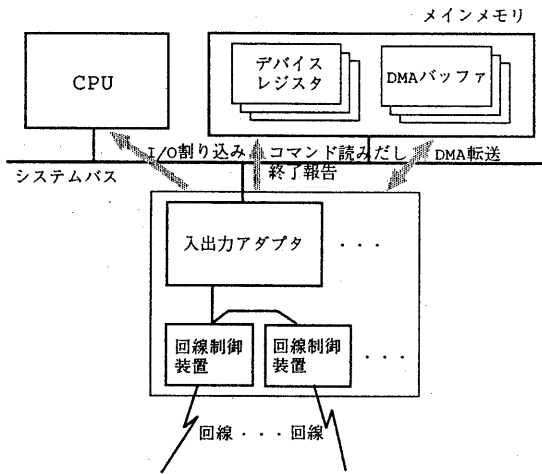 メインメモリ
CPU
デバイス
レジスタ
DMAバッファ
I/O割り込み
コマンド読みだし
終了報告
DMA転送
システムバス
入出力アダプタ
・・・
回線制御
装置
回線制御
装置
・・・
回線・・・回線